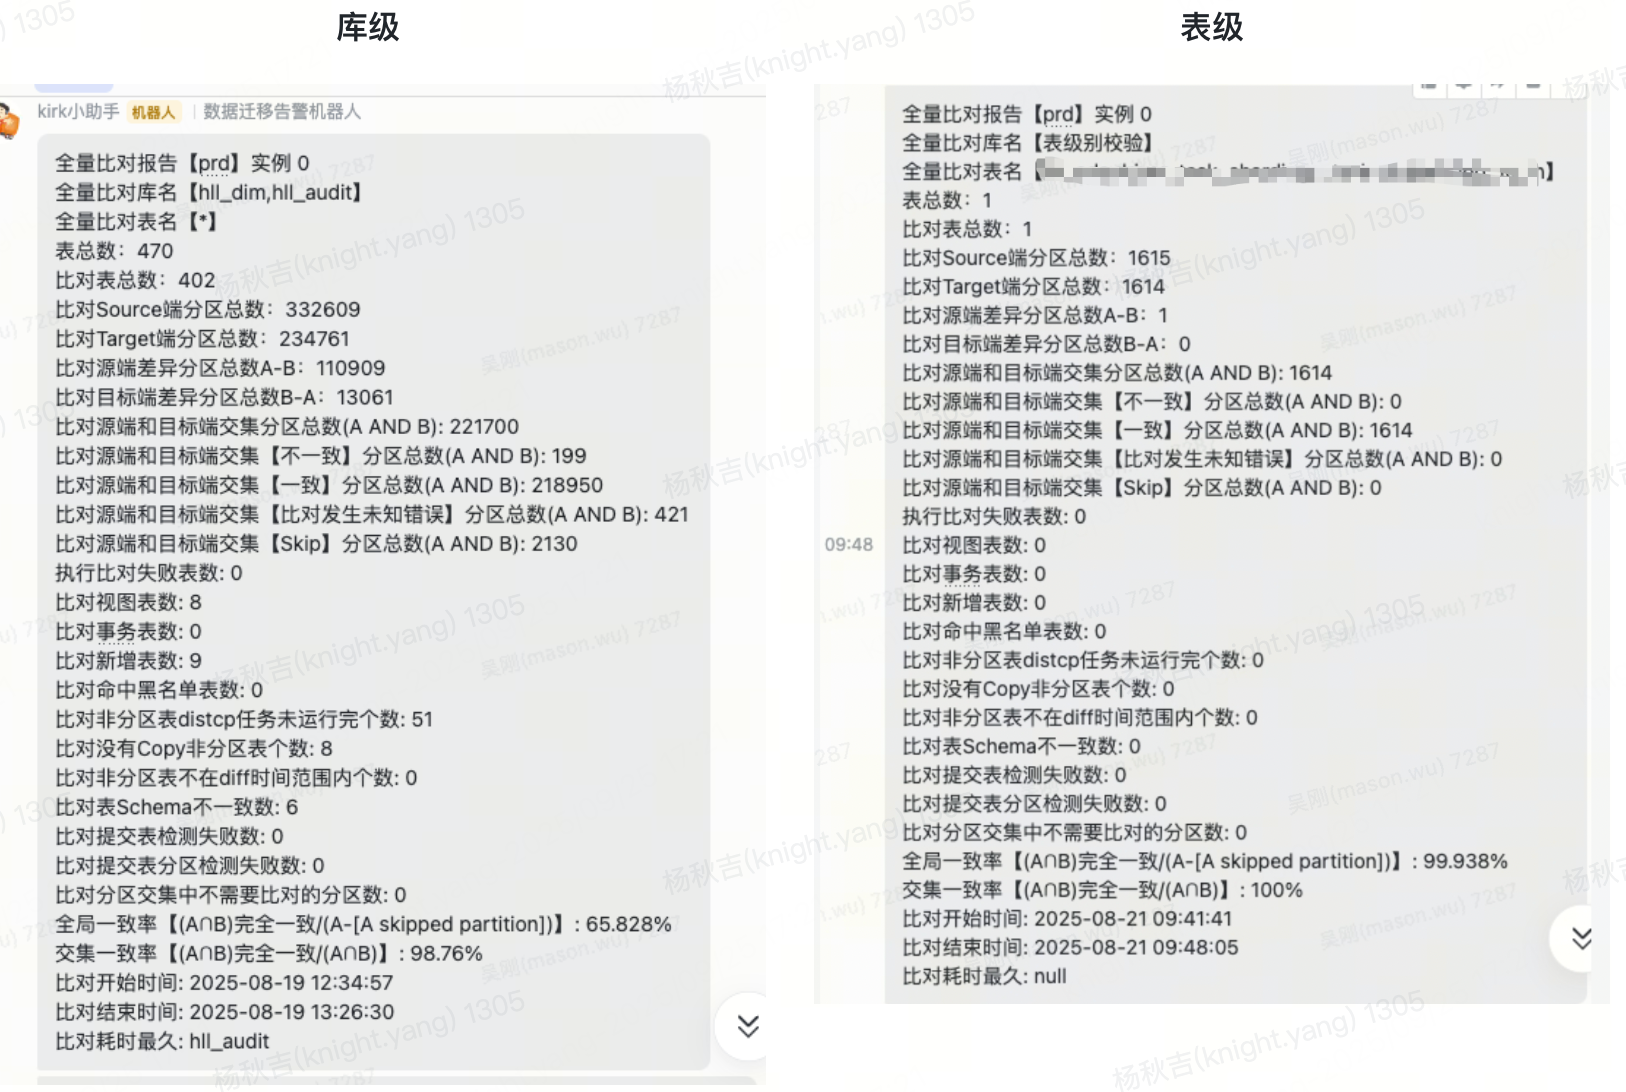 库级
kirk小助手 机器人 | 数据迁移告警机器人
全量比对报告【prd】实例 0
全量比对库名【hll_dim,hll_audit】
全量比对表名【*】
表总数：470
比对表总数：402
比对Source端分区总数：332609
比对Target端分区总数：234761
比对源端差异分区总数A-B：110909
比对目标端差异分区总数B-A：13061
比对源端和目标端交集分区总数(A AND B): 221700
比对源端和目标端交集【不一致】分区总数(A AND B): 199
比对源端和目标端交集【一致】分区总数(A AND B): 218950
比对源端和目标端交集【比对发生未知错误】分区总数(A AND B): 421
比对源端和目标端交集【Skip】分区总数(A AND B): 2130
执行比对失败表数: 0
比对视图表数: 8
比对事务表数: 0
比对新增表数: 9
比对命中黑名单表数: 0
比对非分区表distcp任务未运行完个数: 51
比对没有Copy非分区表个数: 8
比对非分区表不在diff时间范围内个数: 0
比对表Schema不一致数: 6
比对提交表检测失败数: 0
比对提交表分区检测失败数: 0
比对分区交集中不需要比对的分区数: 0
全局一致率【(A∩B)完全一致/(A-[A skipped partition])】: 65.828%
交集一致率【(A∩B)完全一致/(A∩B)】: 98.76%
比对开始时间: 2025-08-19 12:34:57
比对结束时间: 2025-08-19 13:26:30
比对耗时最久: hll_audit
表级
全量比对报告【prd】实例 0
全量比对库名【表级别校验】
全量比对表名【】
表总数：1
比对表总数：1
比对Source端分区总数：1615
比对Target端分区总数：1614
比对源端差异分区总数A-B：1
比对目标端差异分区总数B-A：0
比对源端和目标端交集分区总数(A AND B): 1614
比对源端和目标端交集【不一致】分区总数(A AND B): 0
比对源端和目标端交集【一致】分区总数(A AND B): 1614
比对源端和目标端交集【比对发生未知错误】分区总数(A AND B): 0
比对源端和目标端交集【Skip】分区总数(A AND B): 0
执行比对失败表数: 0
09:48
比对视图表数: 0
比对事务表数: 0
比对新增表数: 0
比对命中黑名单表数: 0
比对非分区表distcp任务未运行完个数: 0
比对没有Copy非分区表个数: 0
比对非分区表不在diff时间范围内个数: 0
比对表Schema不一致数: 0
比对提交表检测失败数: 0
比对提交表分区检测失败数: 0
比对分区交集中不需要比对的分区数: 0
全局一致率【(A∩B)完全一致/(A-[A skipped partition])】: 99.938%
交集一致率【(A∩B)完全一致/(A∩B)】: 100%
比对开始时间: 2025-08-21 09:41:41
比对结束时间: 2025-08-21 09:48:05
比对耗时最久: null
杨秋吉(knight.yang) 1305
吴刚(mason.wu) 7287